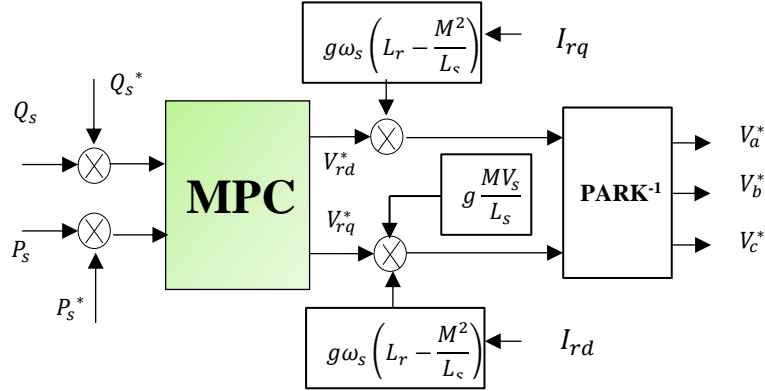 gω_s (L_r − M²/L_s)
I_rq
Q_s*
Q_s
MPC
V_rd*
V_rq*
g MV_s/L_s
PARK⁻¹
V_a*
V_b*
V_c*
P_s
P_s*
gω_s (L_r − M²/L_s)
I_rd